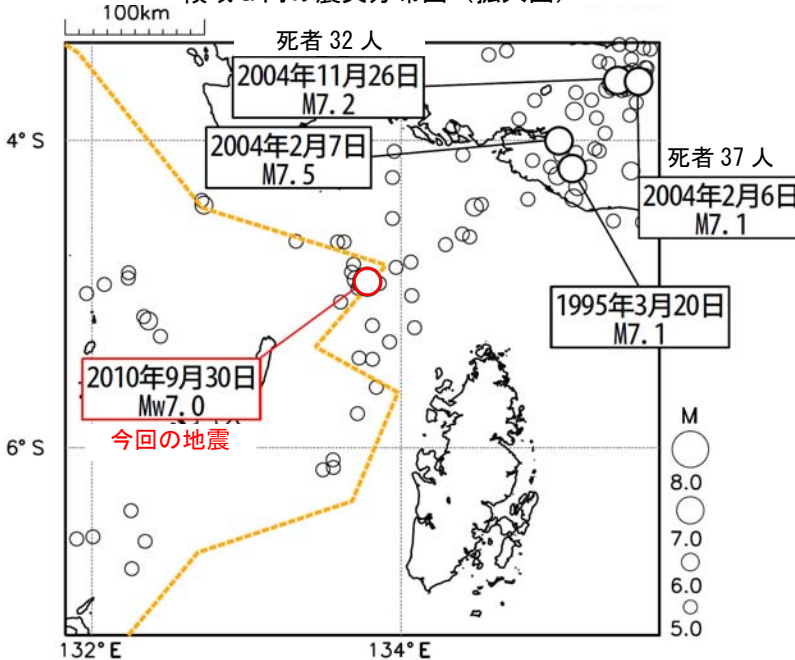 100km
死者 32 人
2004年11月26日
M7.2
4° S
2004年2月7日
M7.5
死者 37 人
2004年2月6日
M7.1
1995年3月20日
M7.1
2010年9月30日
Mw7.0
今回の地震
6° S
M
8.0
7.0
6.0
5.0
132°E
134°E